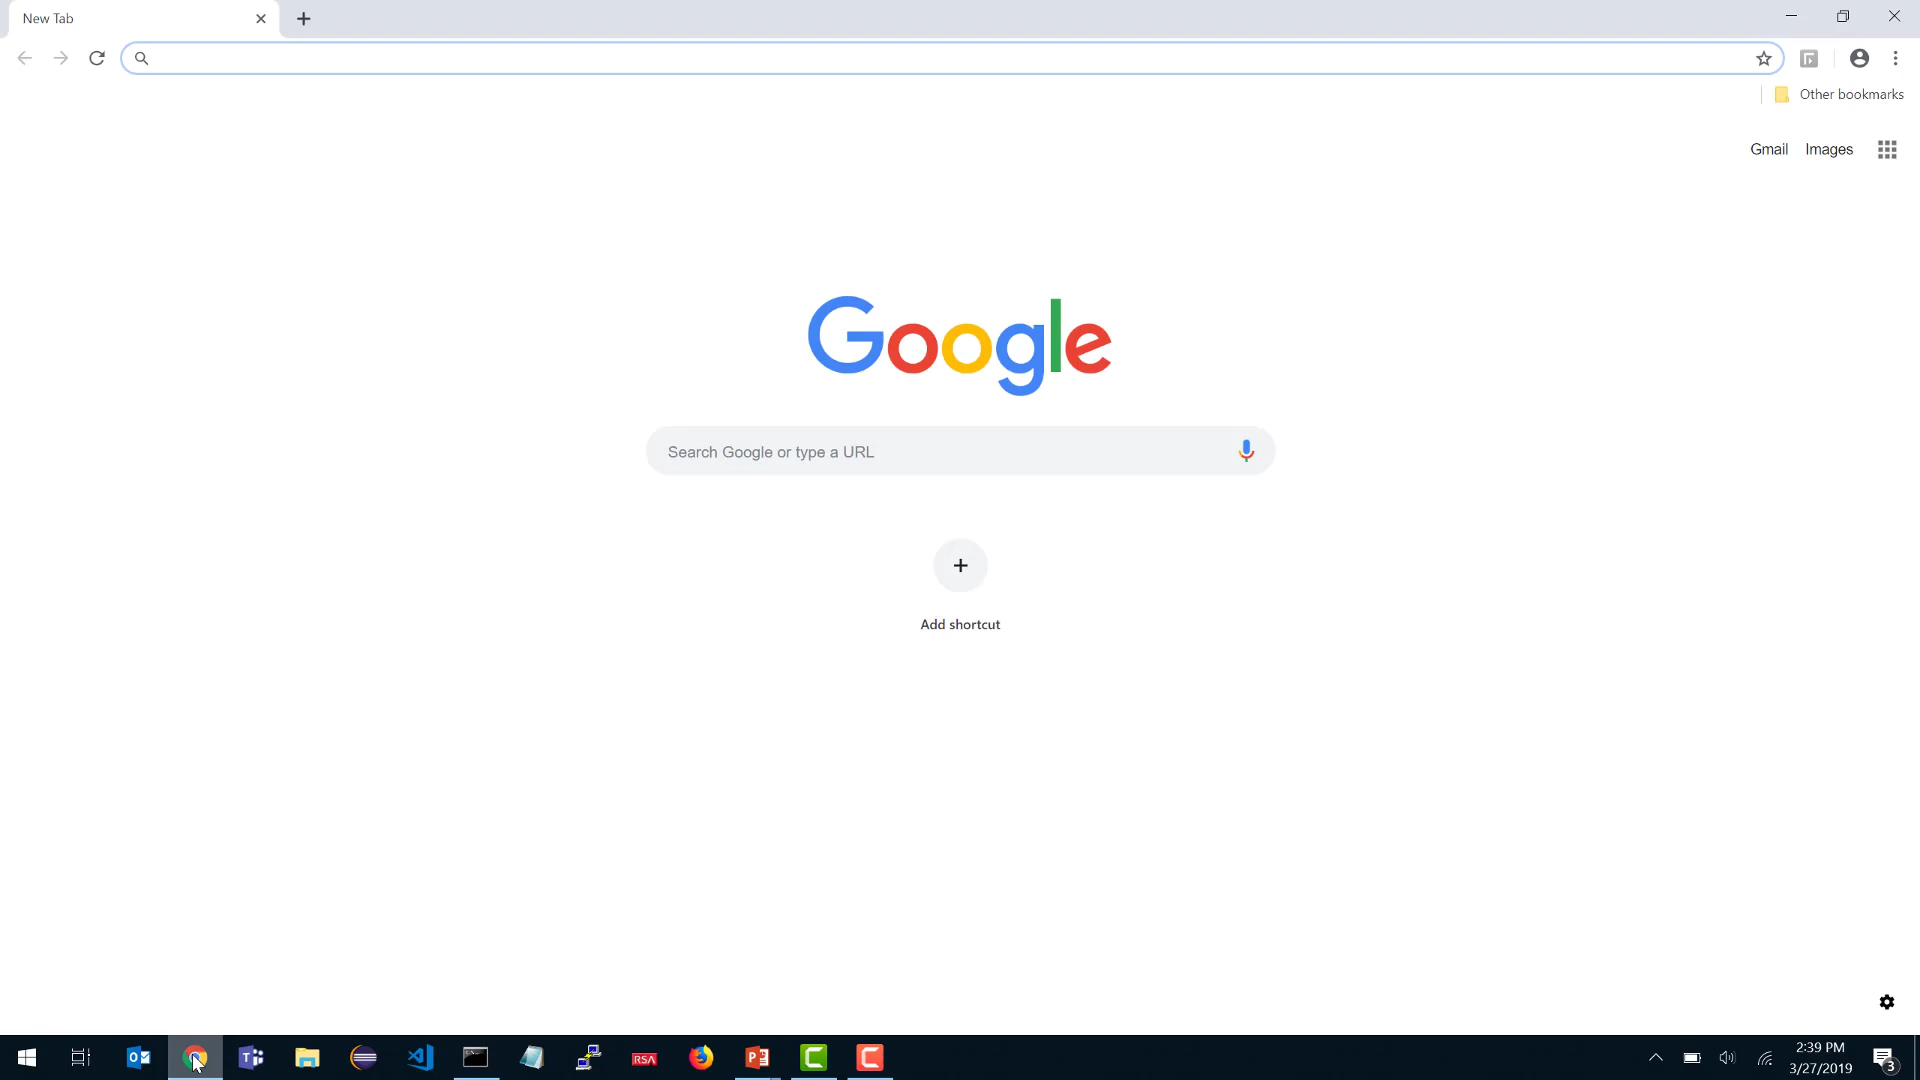 New Tab
Other bookmarks
Gmail Images
Google
Search Google or type a URL
Add shortcut
RSA
2:39 PM
3/27/2019
3